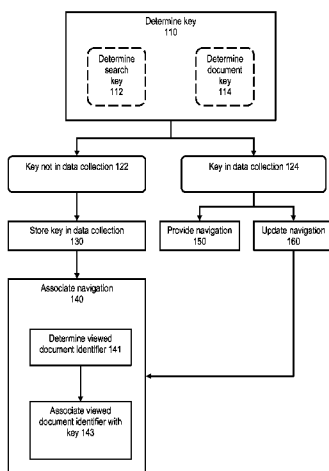 Determine key
110
Determine
search
key
112
Determine
document
key
114
Key not in data collection 122
Key in data collection 124
Store key in data collection
130
Provide navigation
150
Update navigation
160
Associate navigation
140
Determine viewed
document identifier 141
Associate viewed
document identifier with
key 143